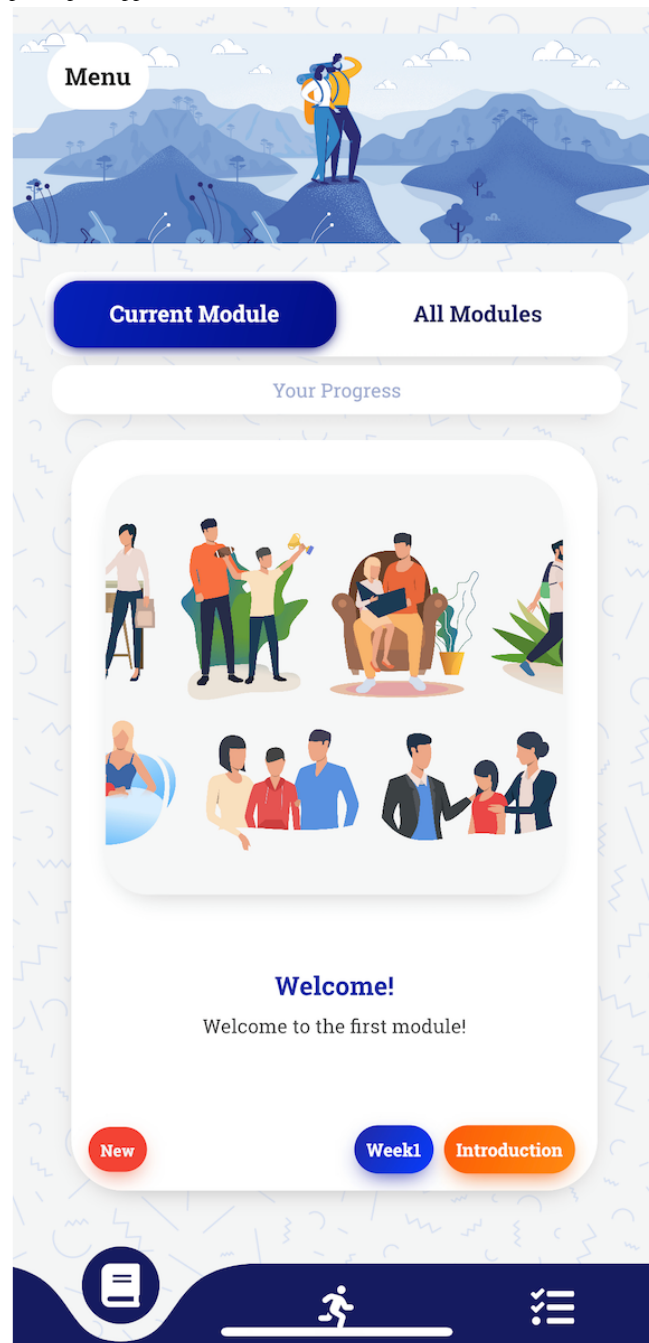 Menu
Current Module
All Modules
Your Progress
Welcome!
Welcome to the first module!
New
Week1
Introduction